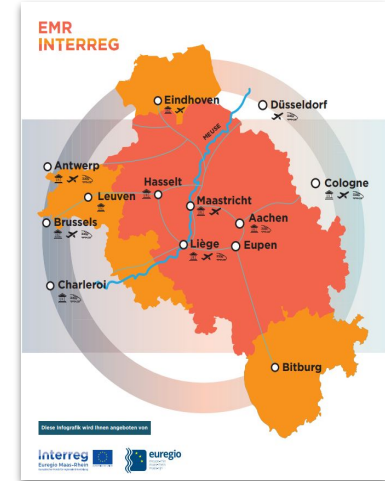 EMR
INTERREG
Eindhoven
Düsseldorf
MEUSE
Antwerp
Leuven
Hasselt
Cologne
Maastricht
Brussels
Aachen
Liège
Eupen
Charleroi
Bitburg
Diese Infografik wird Ihnen angeboten von
Interreg
Euregio Maas-Rhein
euregio